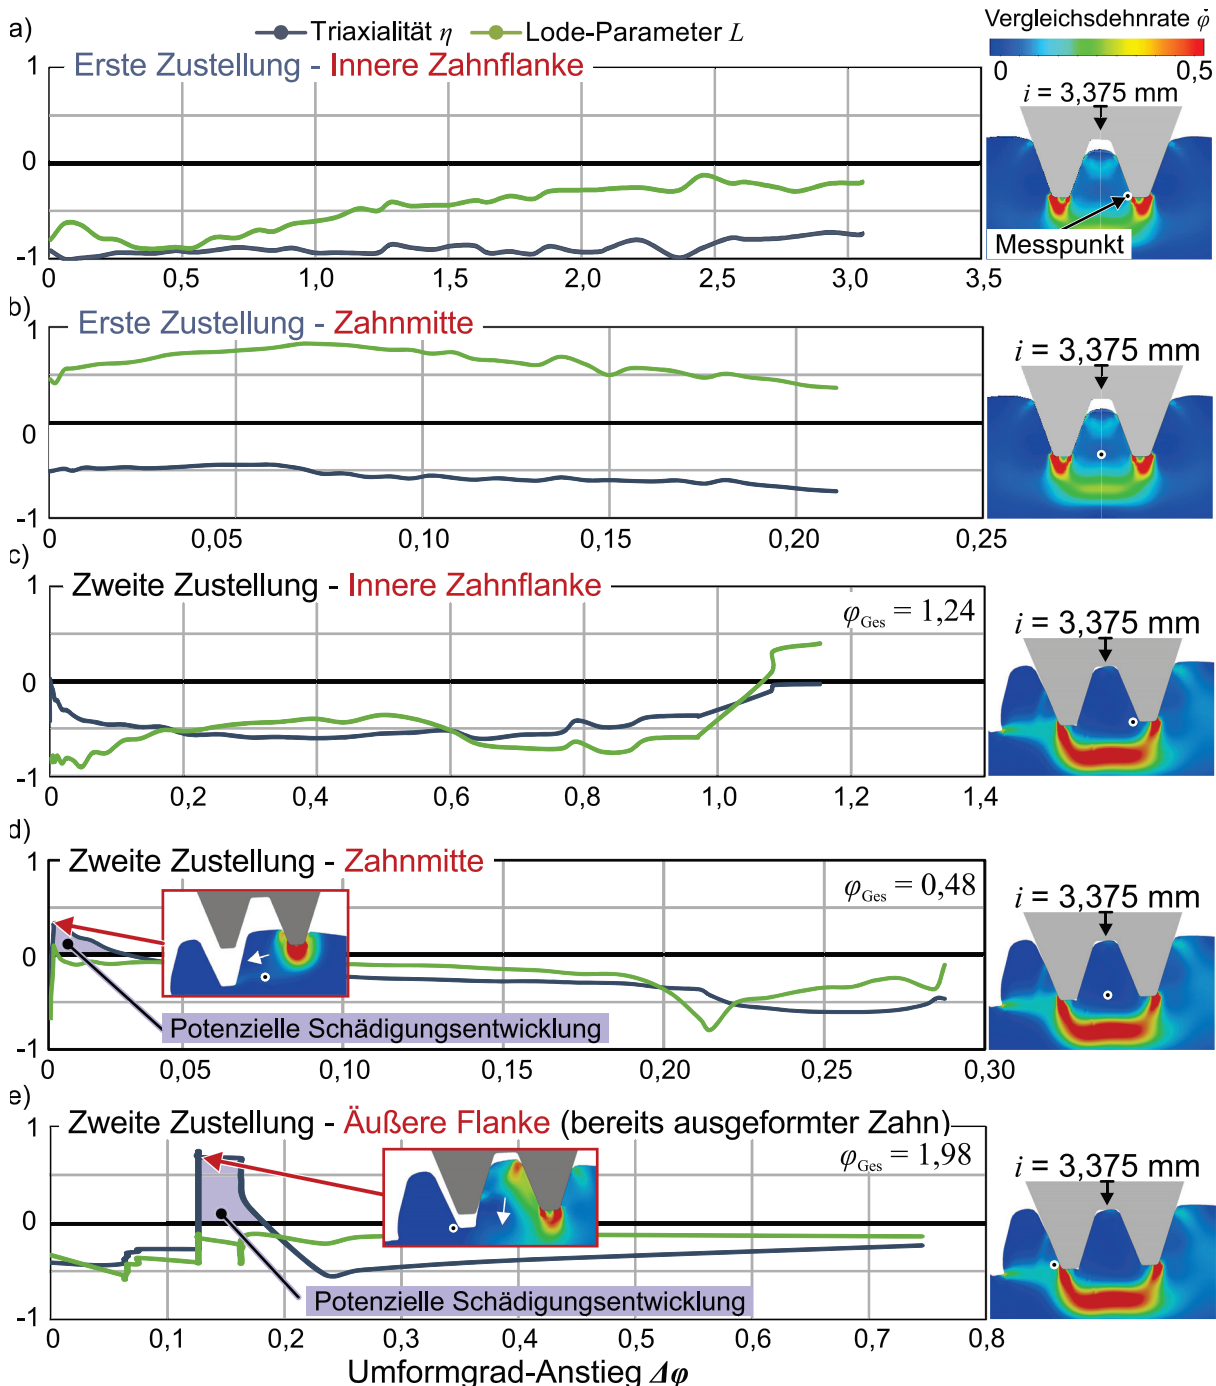 a)
Triaxialität η
Lode-Parameter L
Vergleichsdehnrate φ̇
0
0,5
Erste Zustellung - Innere Zahnflanke
i = 3,375 mm
Messpunkt
1
0
-1
0
0,5
1,0
1,5
2,0
2,5
3,0
3,5
b)
Erste Zustellung - Zahnmitte
i = 3,375 mm
1
0
-1
0
0,05
0,10
0,15
0,20
0,25
c)
Zweite Zustellung - Innere Zahnflanke
φGes = 1,24
i = 3,375 mm
1
0
-1
0
0,2
0,4
0,6
0,8
1,0
1,2
1,4
d)
Zweite Zustellung - Zahnmitte
φGes = 0,48
i = 3,375 mm
Potenzielle Schädigungsentwicklung
1
0
-1
0
0,05
0,10
0,15
0,20
0,25
0,30
e)
Zweite Zustellung - Äußere Flanke (bereits ausgeformter Zahn)
φGes = 1,98
i = 3,375 mm
Potenzielle Schädigungsentwicklung
1
0
-1
0
0,1
0,2
0,3
0,4
0,5
0,6
0,7
0,8
Umformgrad-Anstieg Δφ